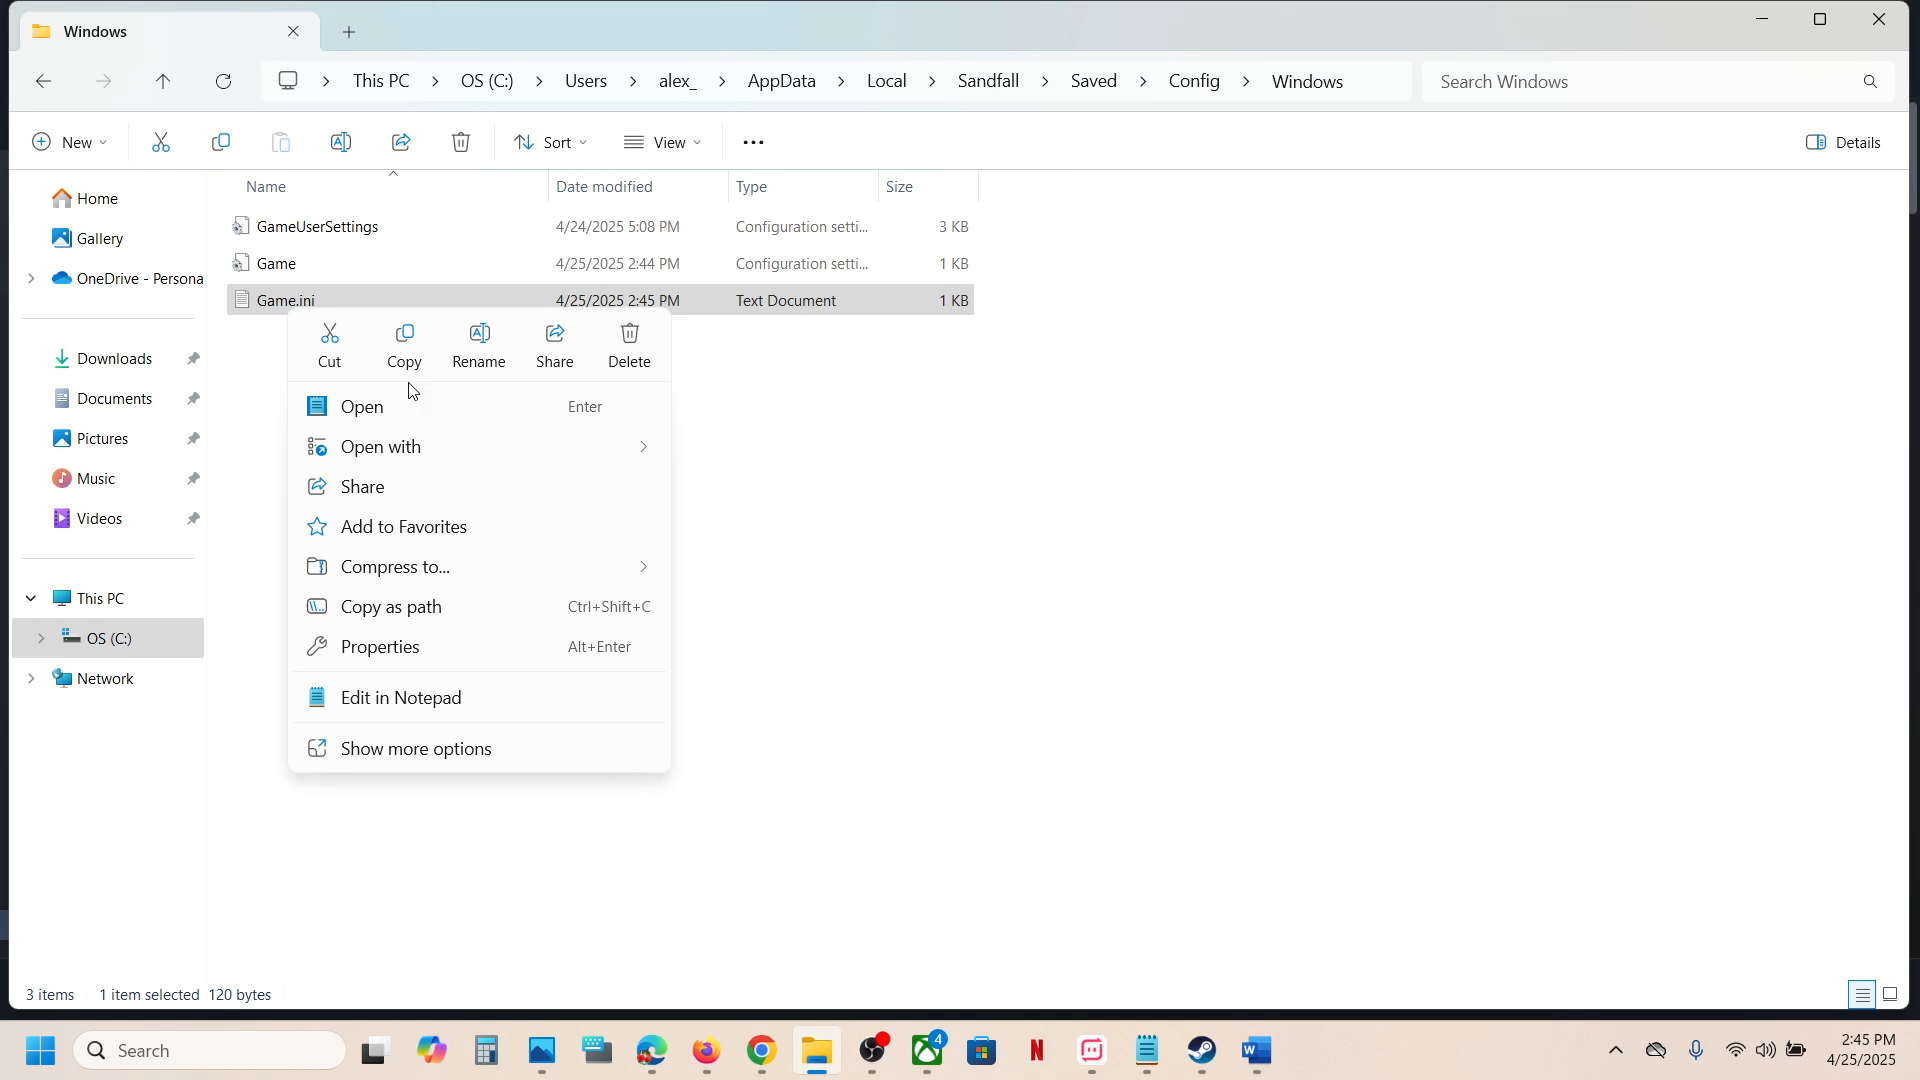 Windows
This PC
OS (C:)
Users
alex_
AppData
Local
Sandfall
Saved
Config
Windows
Search Windows
New
Sort
View
Details
Name
Date modified
Type
Size
GameUserSettings 4/24/2025 5:08 PM Configuration setti... 3 KB
Game 4/25/2025 2:44 PM Configuration setti... 1 KB
Game.ini 4/25/2025 2:45 PM Text Document 1 KB
Home
Gallery
OneDrive - Persona
Downloads
Documents
Pictures
Music
Videos
This PC
OS (C:)
Network
Cut
Copy
Rename
Share
Delete
Open Enter
Open with
Share
Add to Favorites
Compress to...
Copy as path Ctrl+Shift+C
Properties Alt+Enter
Edit in Notepad
Show more options
3 items 1 item selected 120 bytes
Search
N
4
W
2:45 PM
4/25/2025